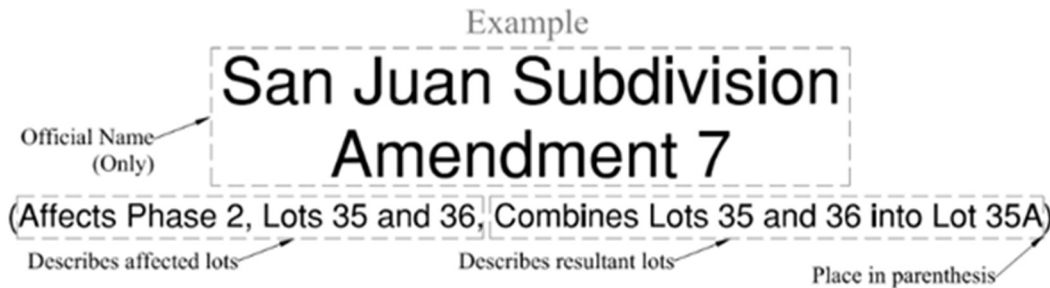 Example
San Juan Subdivision
Amendment 7
Official Name
(Only)
(Affects Phase 2, Lots 35 and 36, Combines Lots 35 and 36 into Lot 35A)
Describes affected lots
Describes resultant lots
Place in parenthesis